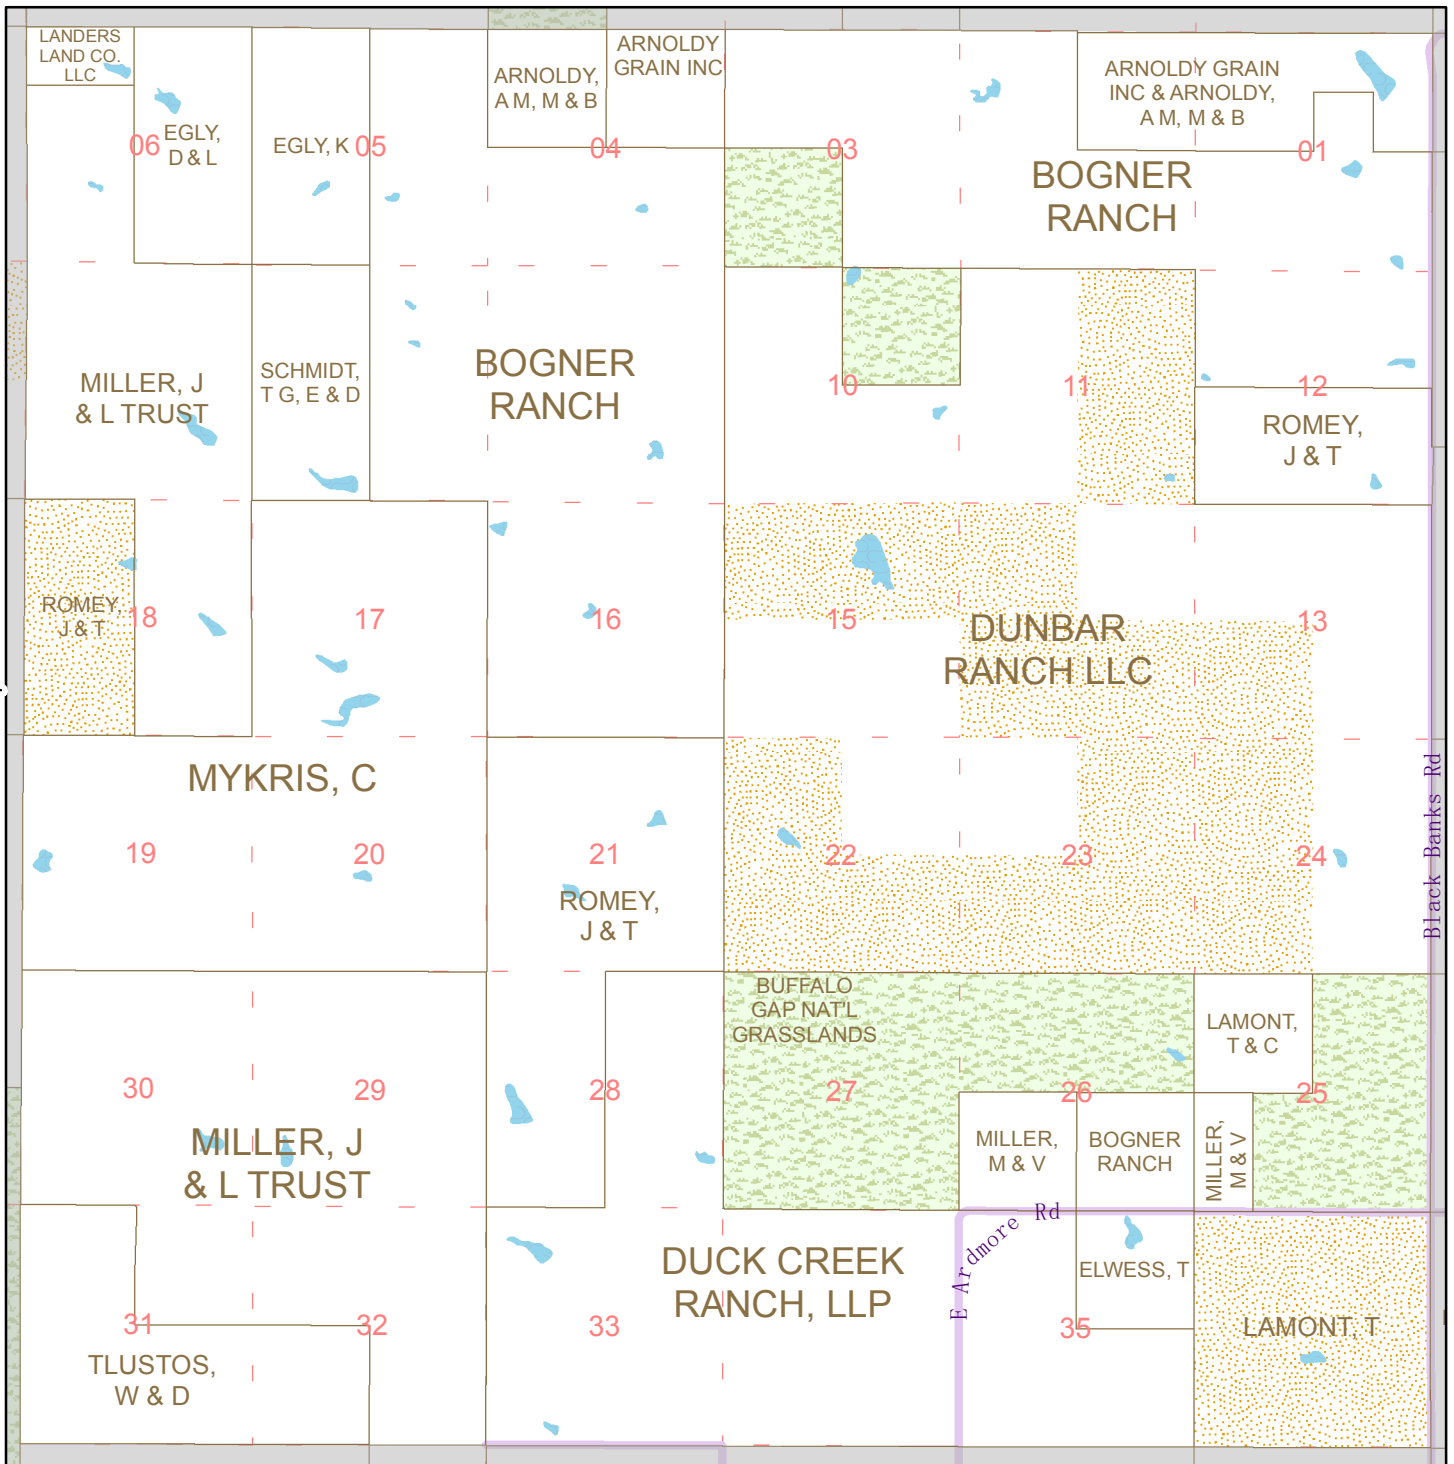 LANDERS
LAND CO.
LLC
ARNOLDY
GRAIN INC
ARNOLDY,
A M, M & B
ARNOLDY GRAIN
INC & ARNOLDY,
A M, M & B
06
EGLY,
D & L
EGLY, K
05
04
03
01
BOGNER
RANCH
MILLER, J
& L TRUST
SCHMIDT,
T G, E & D
BOGNER
RANCH
10
11
12
ROMEY,
J & T
ROMEY,
J & T
18
17
16
15
DUNBAR
RANCH LLC
13
MYKRIS, C
19
20
21
ROMEY,
J & T
22
23
24
Black Banks Rd
BUFFALO
GAP NAT'L
GRASSLANDS
LAMONT,
T & C
30
29
28
27
26
25
MILLER, J
& L TRUST
MILLER,
M & V
BOGNER
RANCH
MILLER,
M & V
E Ardmore Rd
DUCK CREEK
RANCH, LLP
ELWESS, T
31
32
33
35
LAMONT, T
TLUSTOS,
W & D